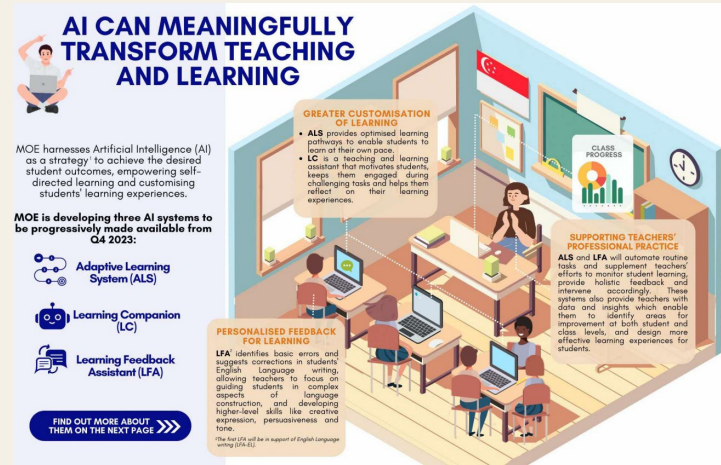 AI CAN MEANINGFULLY
TRANSFORM TEACHING
AND LEARNING
MOE harnesses Artificial Intelligence (AI)
as a strategy¹ to achieve the desired
student outcomes, empowering self-
directed learning and customising
students' learning experiences.
MOE is developing three AI systems to
be progressively made available from
Q4 2023:
Adaptive Learning
System (ALS)
Learning Companion
(LC)
Learning Feedback
Assistant (LFA)
FIND OUT MORE ABOUT
THEM ON THE NEXT PAGE
GREATER CUSTOMISATION
OF LEARNING
• ALS provides optimised learning
pathways to enable students to
learn at their own pace.
• LC is a teaching and learning
assistant that motivates students,
keeps them engaged during
challenging tasks and helps them
reflect on their learning
experiences.
CLASS
PROGRESS
SUPPORTING TEACHERS'
PROFESSIONAL PRACTICE
ALS and LFA will automate routine
tasks and supplement teachers'
efforts to monitor student learning,
provide holistic feedback and
intervene accordingly. These
systems also provide teachers with
data and insights which enable
them to identify areas for
improvement at both student and
class levels, and design more
effective learning experiences for
students.
PERSONALISED FEEDBACK
FOR LEARNING
LFA² identifies basic errors and
suggests corrections in students'
English Language writing,
allowing teachers to focus on
guiding students in complex
aspects of language
construction, and developing
higher-level skills like creative
expression, persuasiveness and
tone.
²The first LFA will be in support of English Language
writing (LFA-EL).